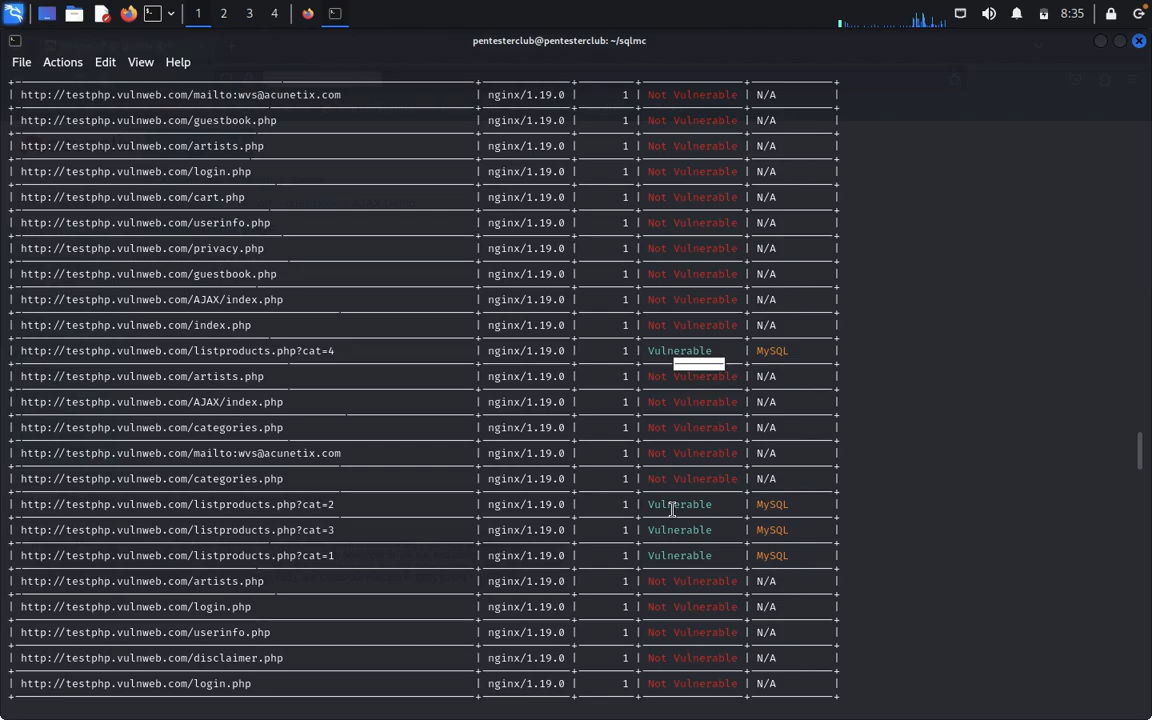 1 2 3 4 8:35
pentesterclub@pentesterclub: ~/sqlmc
File Actions Edit View Help
| http://testphp.vulnweb.com/mailto:wvs@acunetix.com | nginx/1.19.0 | 1 | Not Vulnerable | N/A |
| http://testphp.vulnweb.com/guestbook.php | nginx/1.19.0 | 1 | Not Vulnerable | N/A |
| http://testphp.vulnweb.com/artists.php | nginx/1.19.0 | 1 | Not Vulnerable | N/A |
| http://testphp.vulnweb.com/login.php | nginx/1.19.0 | 1 | Not Vulnerable | N/A |
| http://testphp.vulnweb.com/cart.php | nginx/1.19.0 | 1 | Not Vulnerable | N/A |
| http://testphp.vulnweb.com/userinfo.php | nginx/1.19.0 | 1 | Not Vulnerable | N/A |
| http://testphp.vulnweb.com/privacy.php | nginx/1.19.0 | 1 | Not Vulnerable | N/A |
| http://testphp.vulnweb.com/guestbook.php | nginx/1.19.0 | 1 | Not Vulnerable | N/A |
| http://testphp.vulnweb.com/AJAX/index.php | nginx/1.19.0 | 1 | Not Vulnerable | N/A |
| http://testphp.vulnweb.com/index.php | nginx/1.19.0 | 1 | Not Vulnerable | N/A |
| http://testphp.vulnweb.com/listproducts.php?cat=4 | nginx/1.19.0 | 1 | Vulnerable | MySQL |
| http://testphp.vulnweb.com/artists.php | nginx/1.19.0 | 1 | Not Vulnerable | N/A |
| http://testphp.vulnweb.com/AJAX/index.php | nginx/1.19.0 | 1 | Not Vulnerable | N/A |
| http://testphp.vulnweb.com/categories.php | nginx/1.19.0 | 1 | Not Vulnerable | N/A |
| http://testphp.vulnweb.com/mailto:wvs@acunetix.com | nginx/1.19.0 | 1 | Not Vulnerable | N/A |
| http://testphp.vulnweb.com/categories.php | nginx/1.19.0 | 1 | Not Vulnerable | N/A |
| http://testphp.vulnweb.com/listproducts.php?cat=2 | nginx/1.19.0 | 1 | Vulnerable | MySQL |
| http://testphp.vulnweb.com/listproducts.php?cat=3 | nginx/1.19.0 | 1 | Vulnerable | MySQL |
| http://testphp.vulnweb.com/listproducts.php?cat=1 | nginx/1.19.0 | 1 | Vulnerable | MySQL |
| http://testphp.vulnweb.com/artists.php | nginx/1.19.0 | 1 | Not Vulnerable | N/A |
| http://testphp.vulnweb.com/login.php | nginx/1.19.0 | 1 | Not Vulnerable | N/A |
| http://testphp.vulnweb.com/userinfo.php | nginx/1.19.0 | 1 | Not Vulnerable | N/A |
| http://testphp.vulnweb.com/disclaimer.php | nginx/1.19.0 | 1 | Not Vulnerable | N/A |
| http://testphp.vulnweb.com/login.php | nginx/1.19.0 | 1 | Not Vulnerable | N/A |